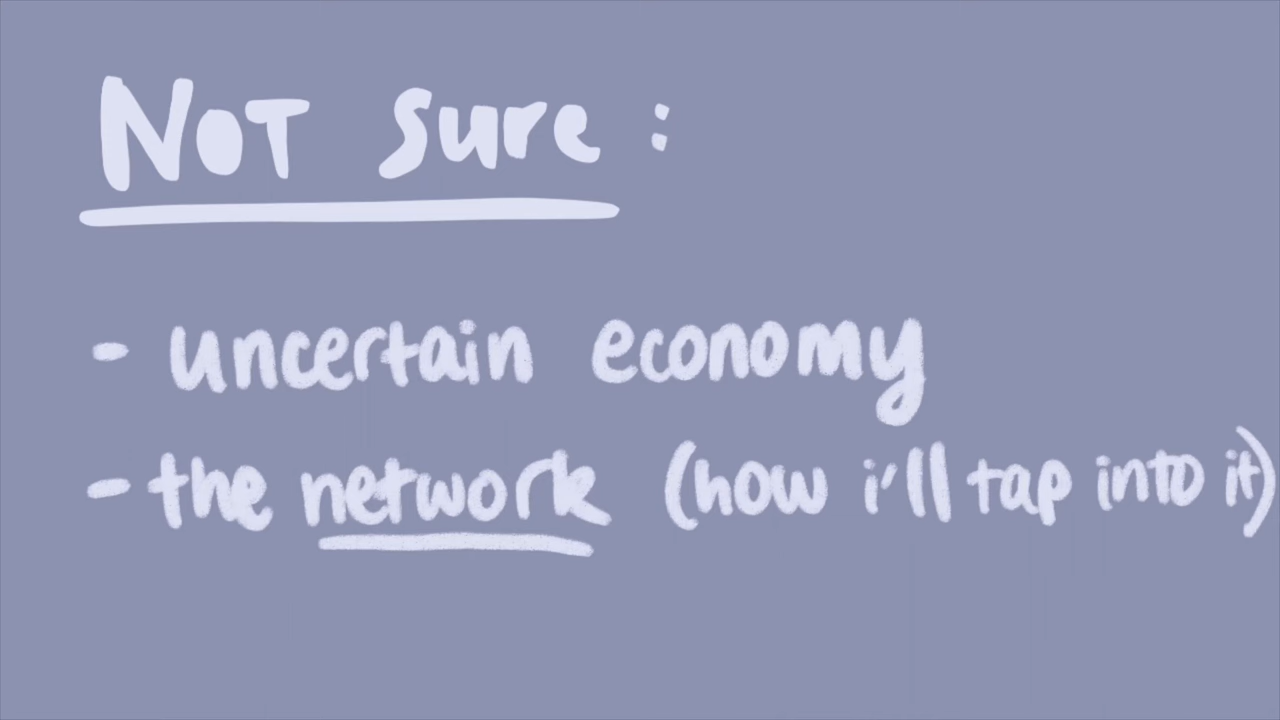 NOT sure :
- uncertain economy
- the network (how i'll tap into it)